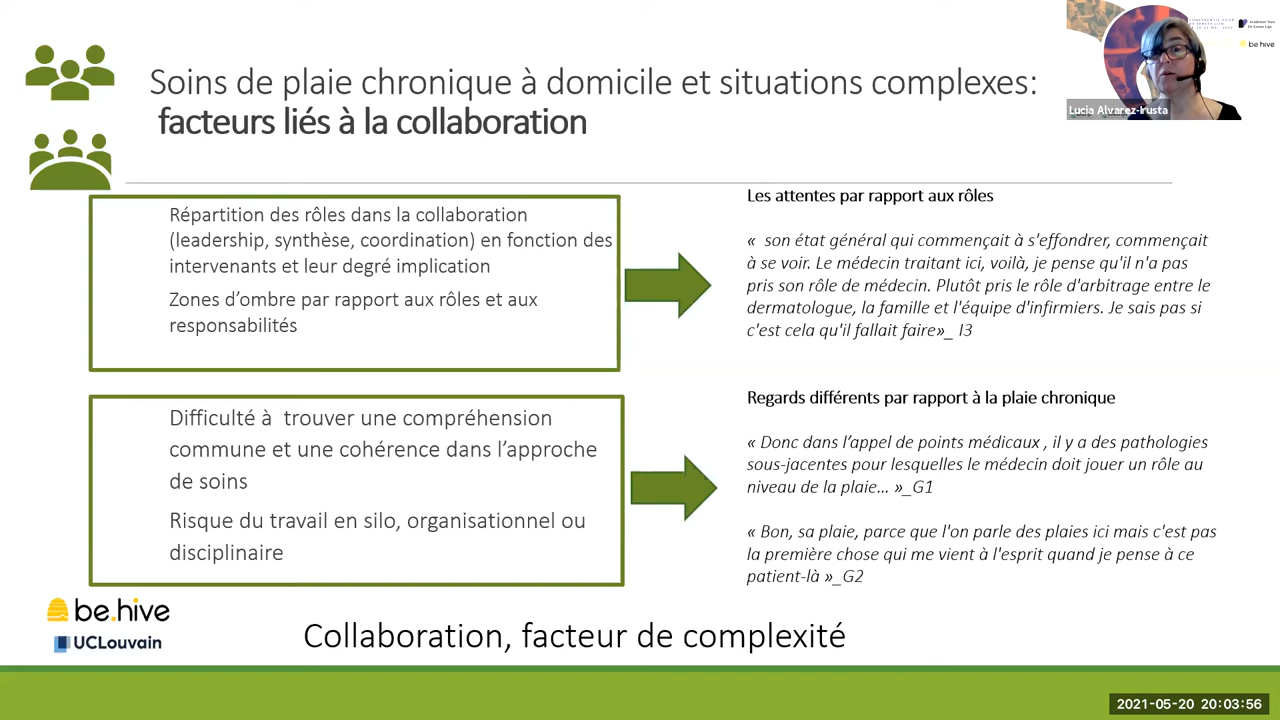 Soins de plaie chronique à domicile et situations complexes:
facteurs liés à la collaboration
be.hive
Lucia Alvarez-Irusta
Répartition des rôles dans la collaboration
(leadership, synthèse, coordination) en fonction des
intervenants et leur degré implication
Zones d’ombre par rapport aux rôles et aux
responsabilités
Les attentes par rapport aux rôles
«  son état général qui commençait à s'effondrer, commençait
à se voir. Le médecin traitant ici, voilà, je pense qu'il n'a pas
pris son rôle de médecin. Plutôt pris le rôle d'arbitrage entre le
dermatologue, la famille et l'équipe d'infirmiers. Je sais pas si
c'est cela qu'il fallait faire»_ I3
Difficulté à  trouver une compréhension
commune et une cohérence dans l’approche
de soins
Risque du travail en silo, organisationnel ou
disciplinaire
Regards différents par rapport à la plaie chronique
« Donc dans l’appel de points médicaux , il y a des pathologies
sous-jacentes pour lesquelles le médecin doit jouer un rôle au
niveau de la plaie... »_G1
« Bon, sa plaie, parce que l'on parle des plaies ici mais c'est pas
la première chose qui me vient à l'esprit quand je pense à ce
patient-là »_G2
be.hive
UCLouvain
Collaboration, facteur de complexité
2021-05-20 20:03:56